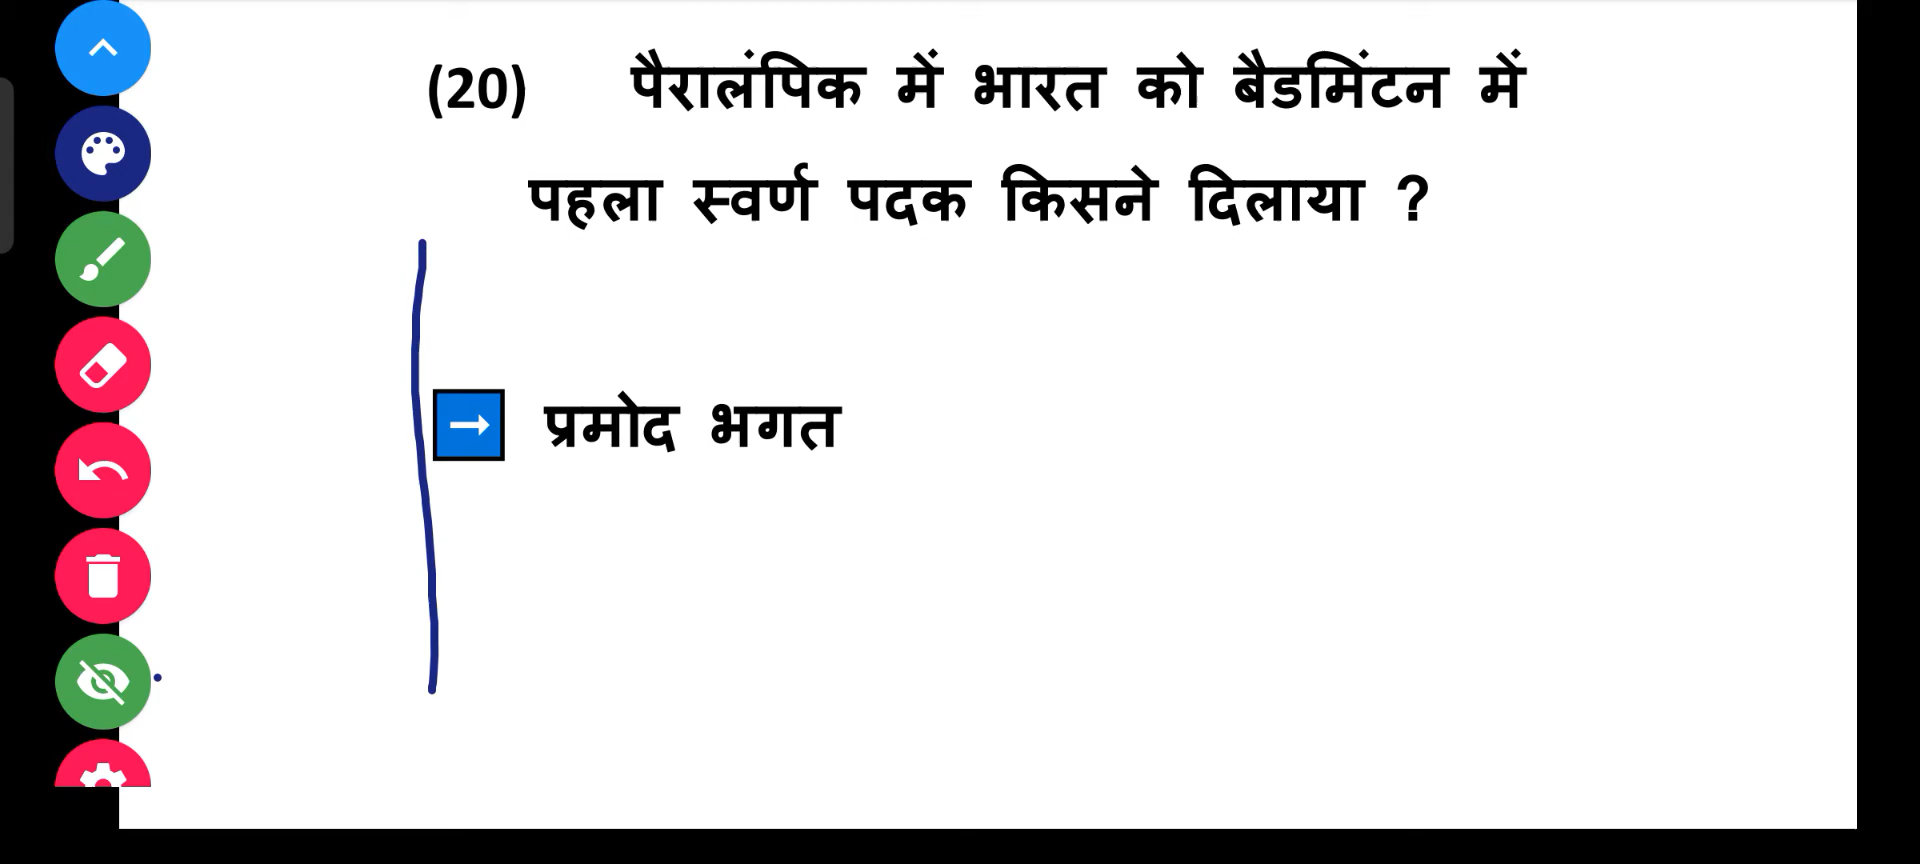 (20) पैरालंपिक में भारत को बैडमिंटन में
पहला स्वर्ण पदक किसने दिलाया ?
➡ प्रमोद भगत